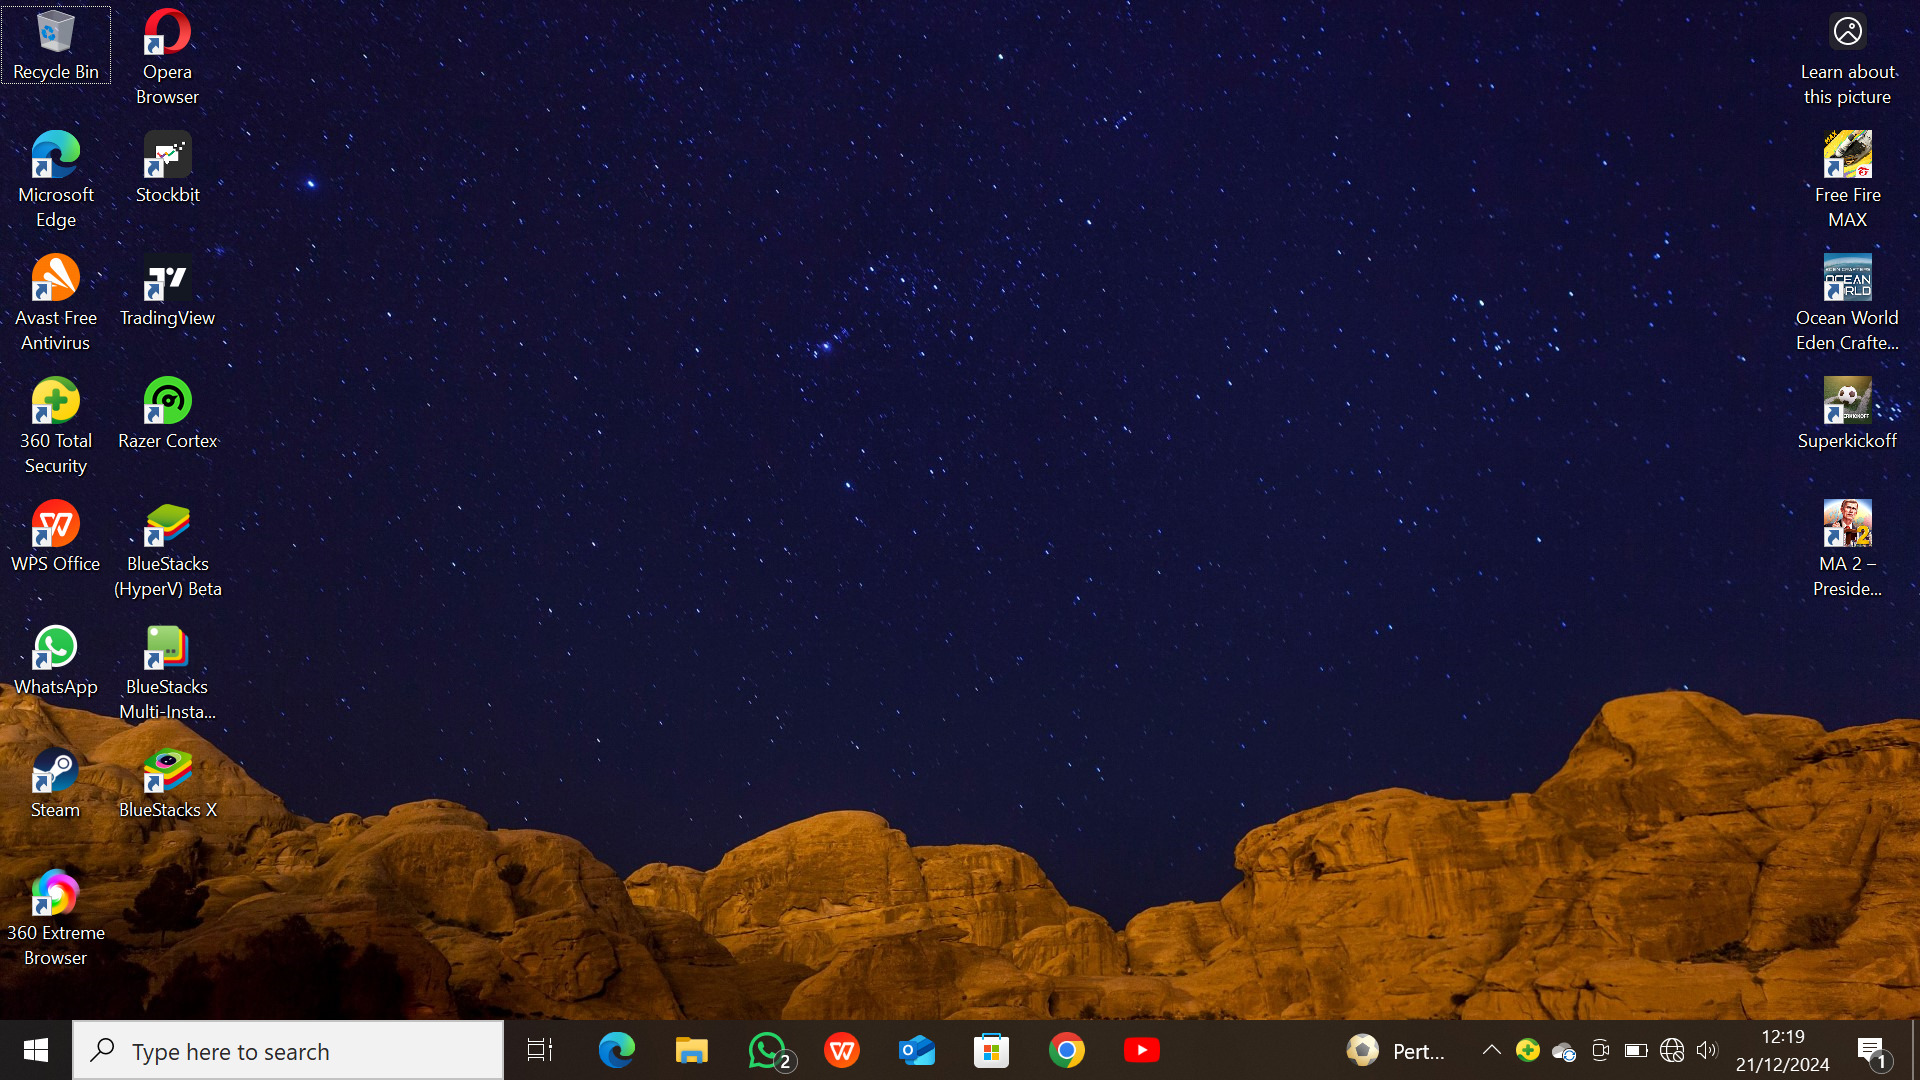 Recycle Bin
Opera
Browser
Learn about
this picture
Microsoft
Edge
Stockbit
Free Fire
MAX
Avast Free
Antivirus
TradingView
Ocean World
Eden Crafte...
360 Total
Security
Razer Cortex
Superkickoff
WPS Office
BlueStacks
(HyperV) Beta
MA 2 –
Preside...
WhatsApp
BlueStacks
Multi-Insta...
Steam
BlueStacks X
360 Extreme
Browser
Type here to search
2
Pert...
12:19
21/12/2024
1